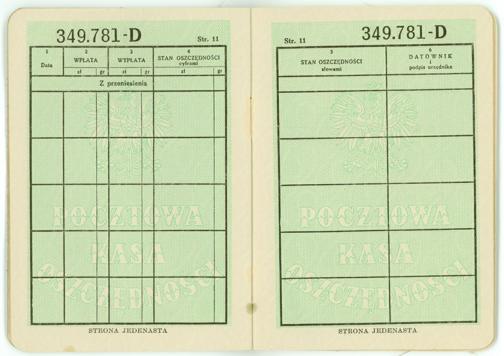 349.781-D
Str. 11
1
Data
2
WPŁATA
zł gr
3
WYPŁATA
zł gr
4
STAN OSZCZĘDNOŚCI
cyframi
zł gr
Z przeniesienia
POCZTOWA
KASA
OSZCZĘDNOŚCI
STRONA JEDENASTA
349.781-D
Str. 11
5
STAN OSZCZĘDNOŚCI
słowami
6
DATOWNIK
i
podpis urzędnika
POCZTOWA
KASA
OSZCZĘDNOŚCI
STRONA JEDENASTA